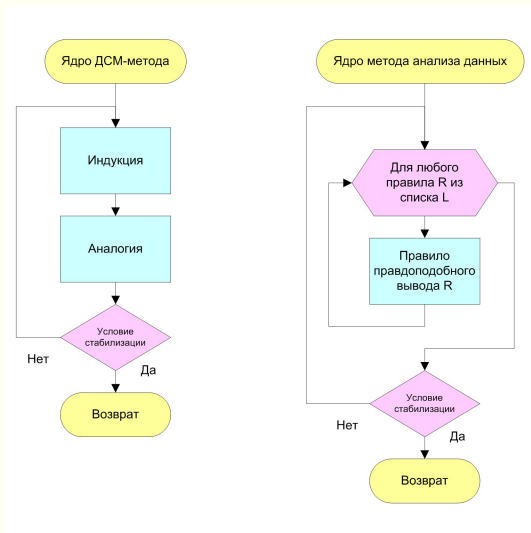 Ядро ДСМ-метода
Индукция
Аналогия
Условие
стабилизации
Нет
Да
Возврат
Ядро метода анализа данных
Для любого
правила R из
списка L
Правило
правдоподобного
вывода R
Условие
стабилизации
Нет
Да
Возврат